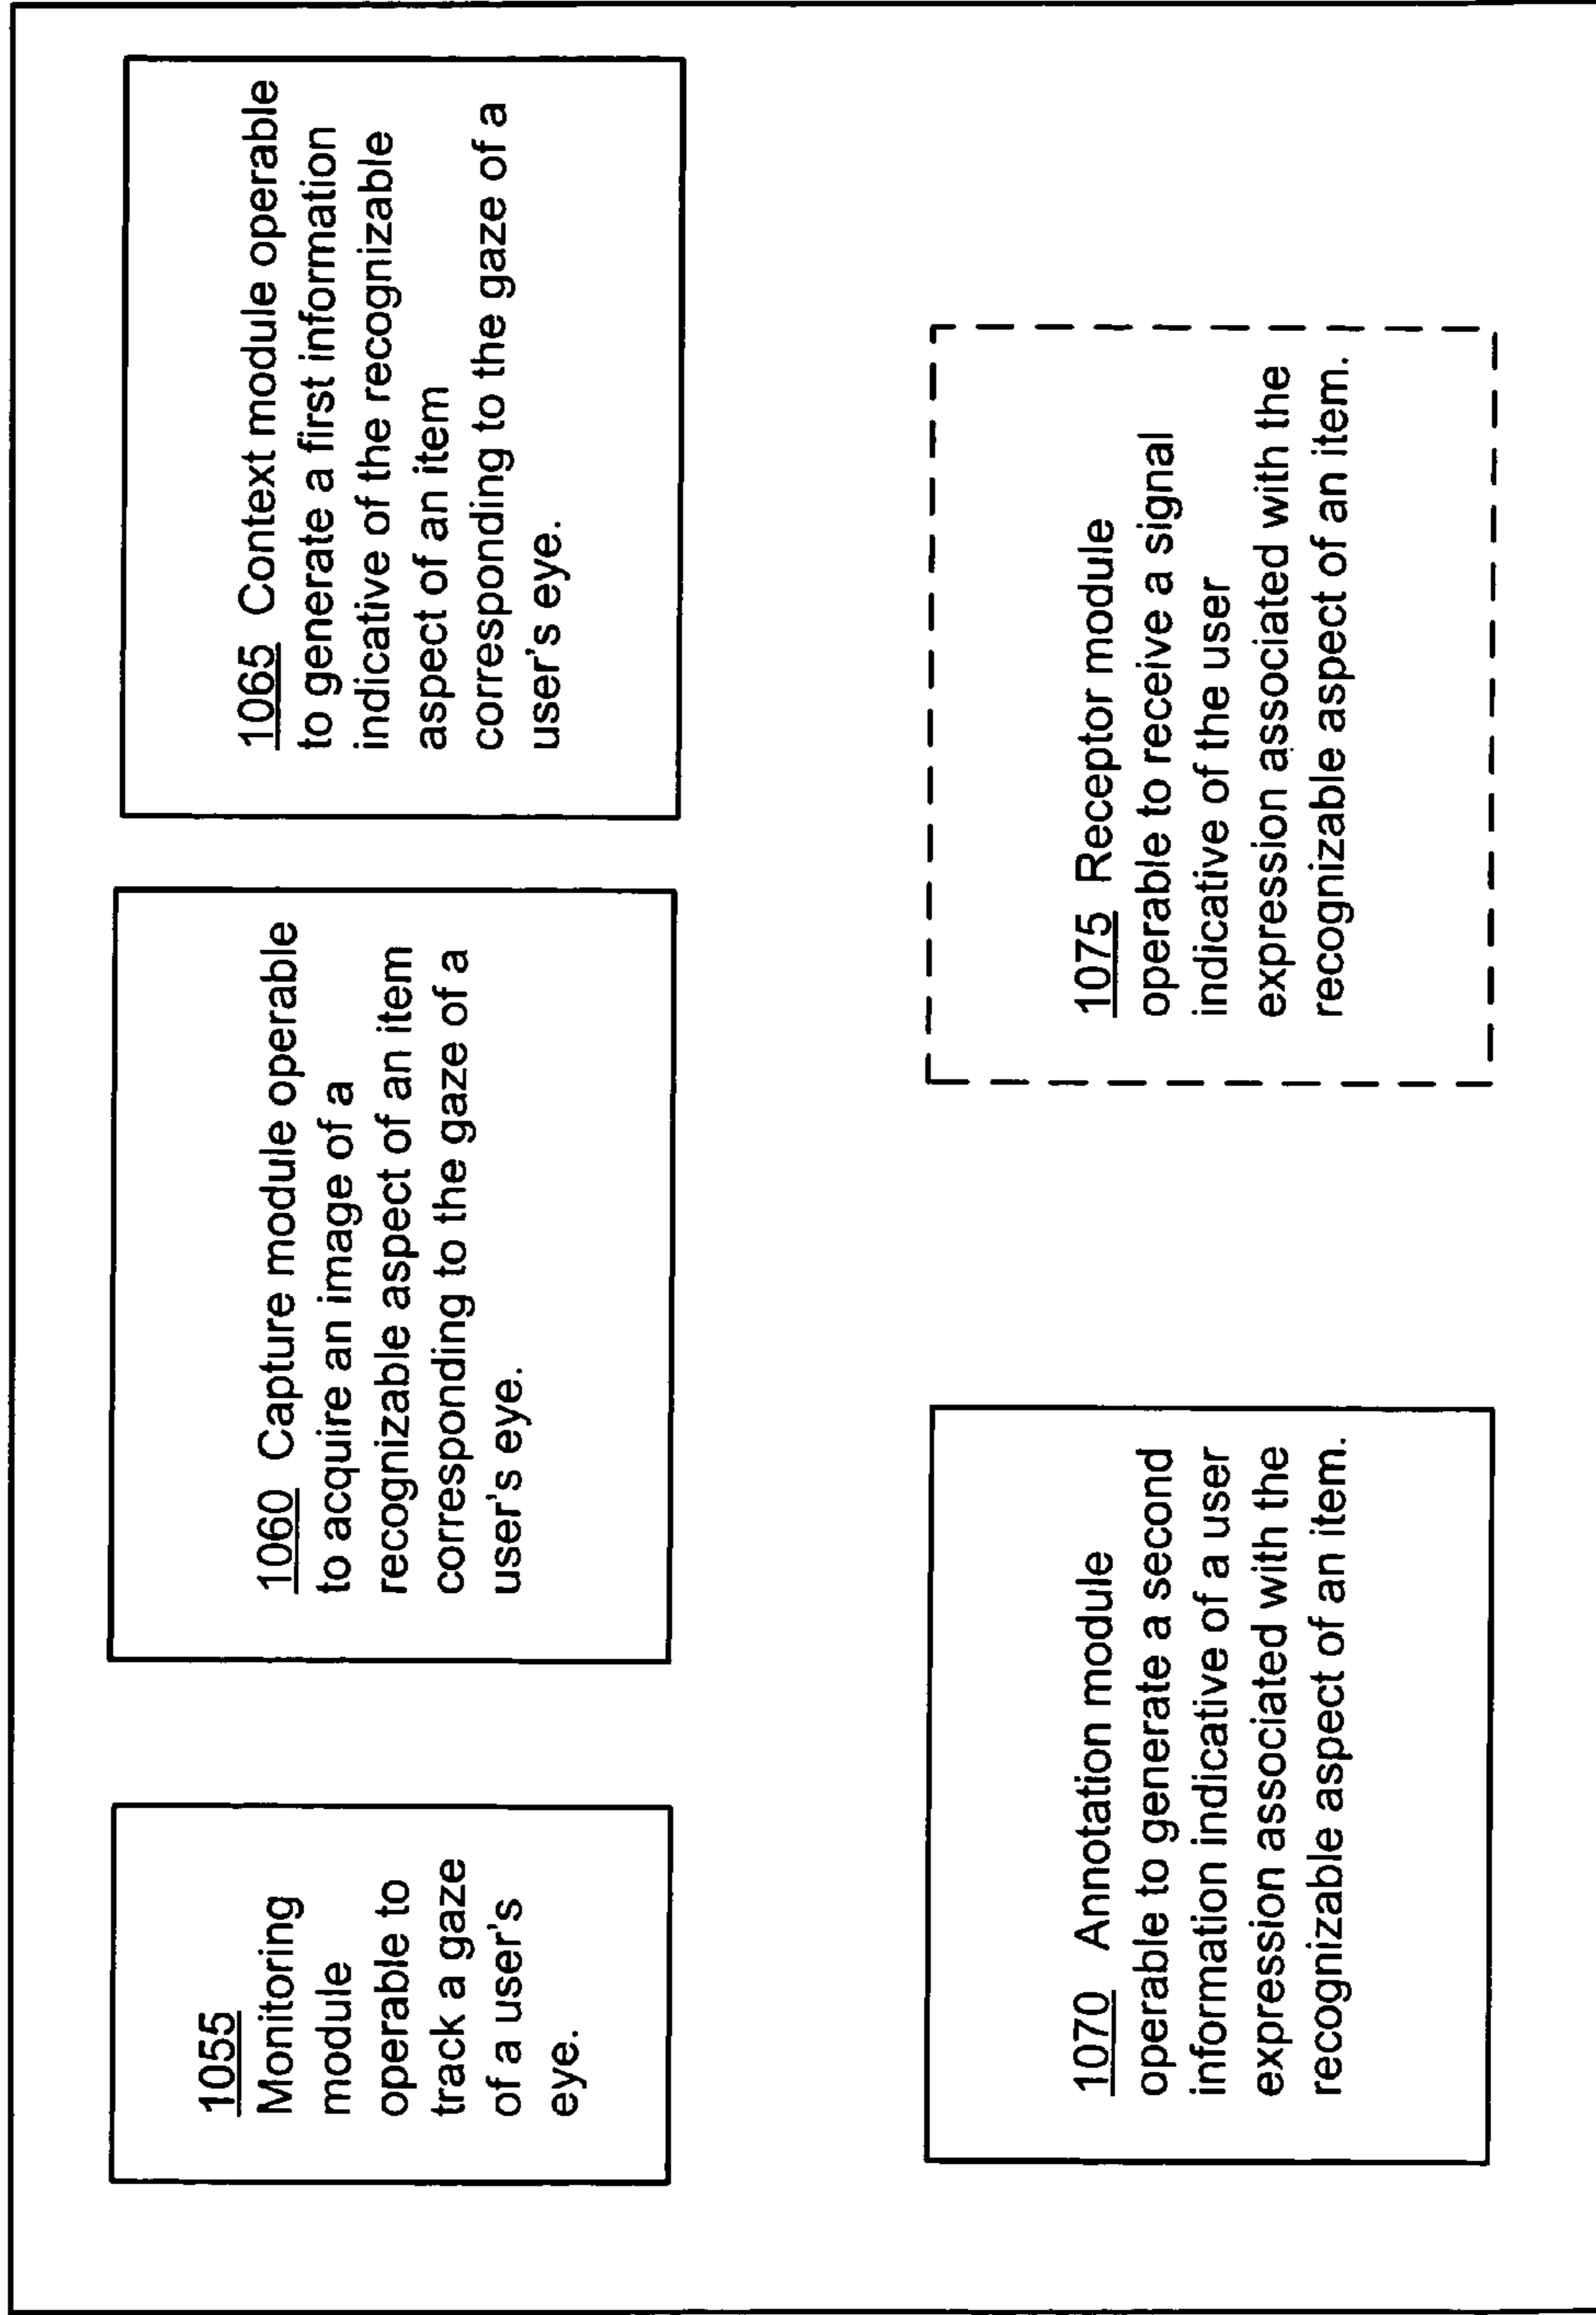 1055
Monitoring
module
operable to
track a gaze
of a user's
eye.
1060 Capture module operable
to acquire an image of a
recognizable aspect of an item
corresponding to the gaze of a
user's eye.
1065 Context module operable
to generate a first information
indicative of the recognizable
aspect of an item
corresponding to the gaze of a
user's eye.
1070 Annotation module
operable to generate a second
information indicative of a user
expression associated with the
recognizable aspect of an item.
1075 Receptor module
operable to receive a signal
indicative of the user
expression associated with the
recognizable aspect of an item.